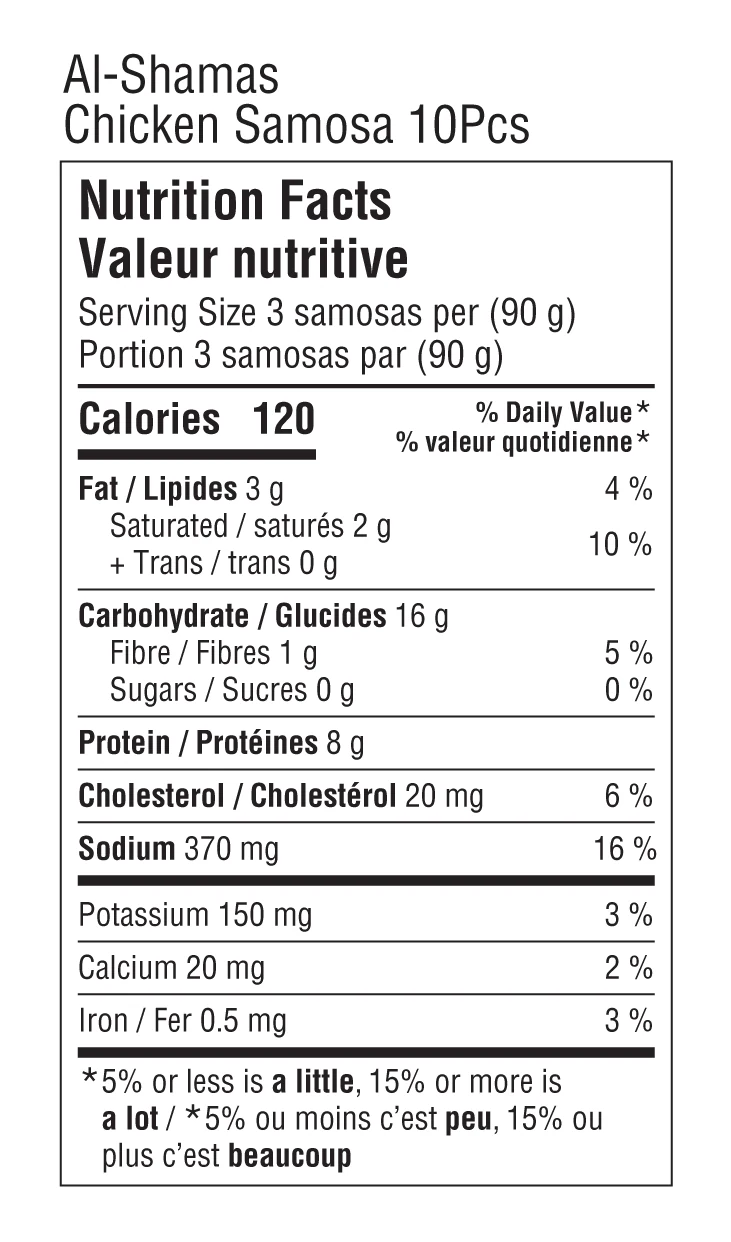 Al-Shamas
Chicken Samosa 10Pcs
Nutrition Facts
Valeur nutritive
Serving Size 3 samosas per (90 g)
Portion 3 samosas par (90 g)
Calories 120
% Daily Value*
% valeur quotidienne*
Fat / Lipides 3 g 4 %
Saturated / saturés 2 g
+ Trans / trans 0 g
10 %
Carbohydrate / Glucides 16 g
Fibre / Fibres 1 g 5 %
Sugars / Sucres 0 g 0 %
Protein / Protéines 8 g
Cholesterol / Cholestérol 20 mg 6 %
Sodium 370 mg 16 %
Potassium 150 mg 3 %
Calcium 20 mg 2 %
Iron / Fer 0.5 mg 3 %
*5% or less is a little, 15% or more is
a lot / *5% ou moins c’est peu, 15% ou
plus c’est beaucoup